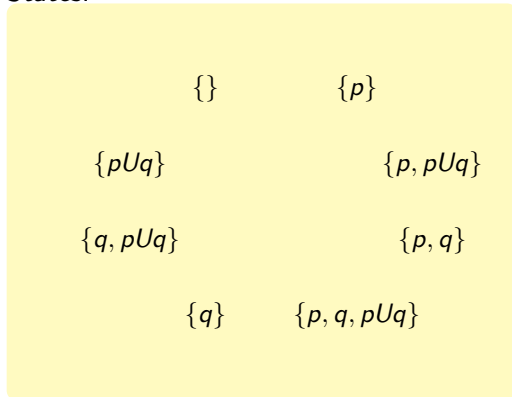 States:
{} {p}
{pUq} {p, pUq}
{q, pUq} {p, q}
{q} {p, q, pUq}